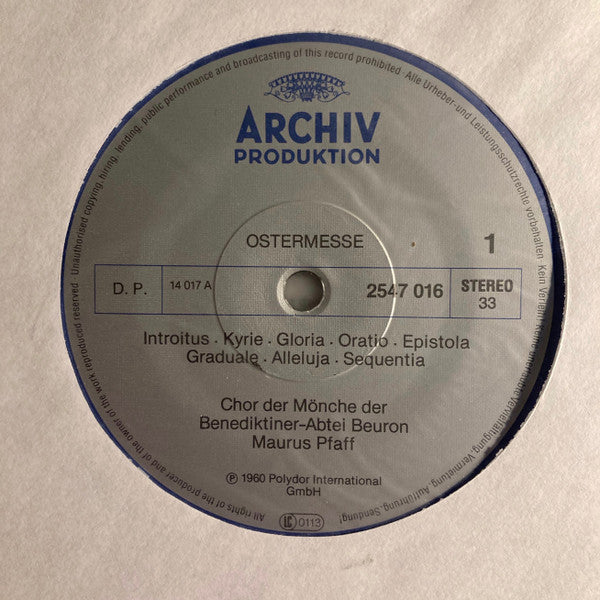 ARCHIV
PRODUKTION
OSTERMESSE
1
D. P.
14 017 A
2547 016
STEREO
33
Introitus · Kyrie · Gloria · Oratio · Epistola
Graduale · Alleluja · Sequentia
Chor der Mönche der
Benediktiner-Abtei Beuron
Maurus Pfaff
Ⓟ 1960 Polydor International
GmbH
LC 0113
All rights of the producer and of the owner of the work reproduced reserved · Unauthorised copying, hiring, lending, public performance and broadcasting of this record prohibited · Alle Urheber- und Leistungsschutzrechte vorbehalten · Kein Verleih! Vermietung, Aufführung, Sendung!